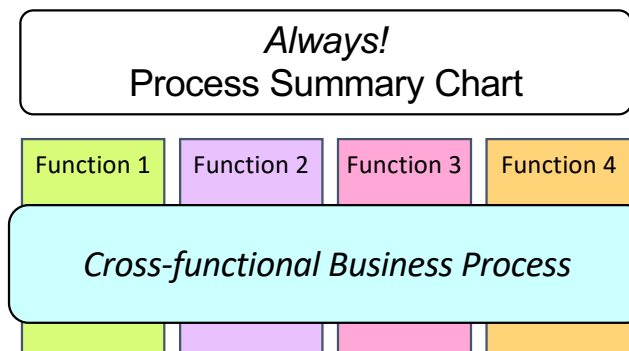 Always!
Process Summary Chart
Function 1 Function 2 Function 3 Function 4
Cross-functional Business Process